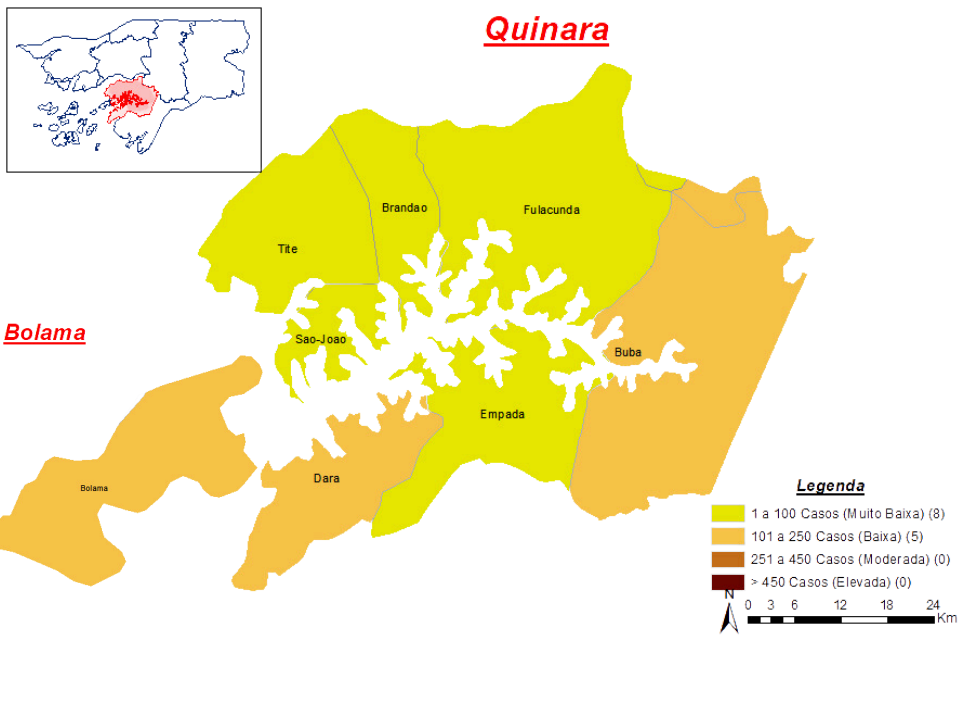 Quinara
Brandao
Fulacunda
Tite
Bolama
Sao-Joao
Buba
Empada
Dara
Bolama
Legenda
1 a 100 Casos (Muito Baixa) (8)
101 a 250 Casos (Baixa) (5)
251 a 450 Casos (Moderada) (0)
> 450 Casos (Elevada) (0)
N
0 3 6 12 18 24
Km